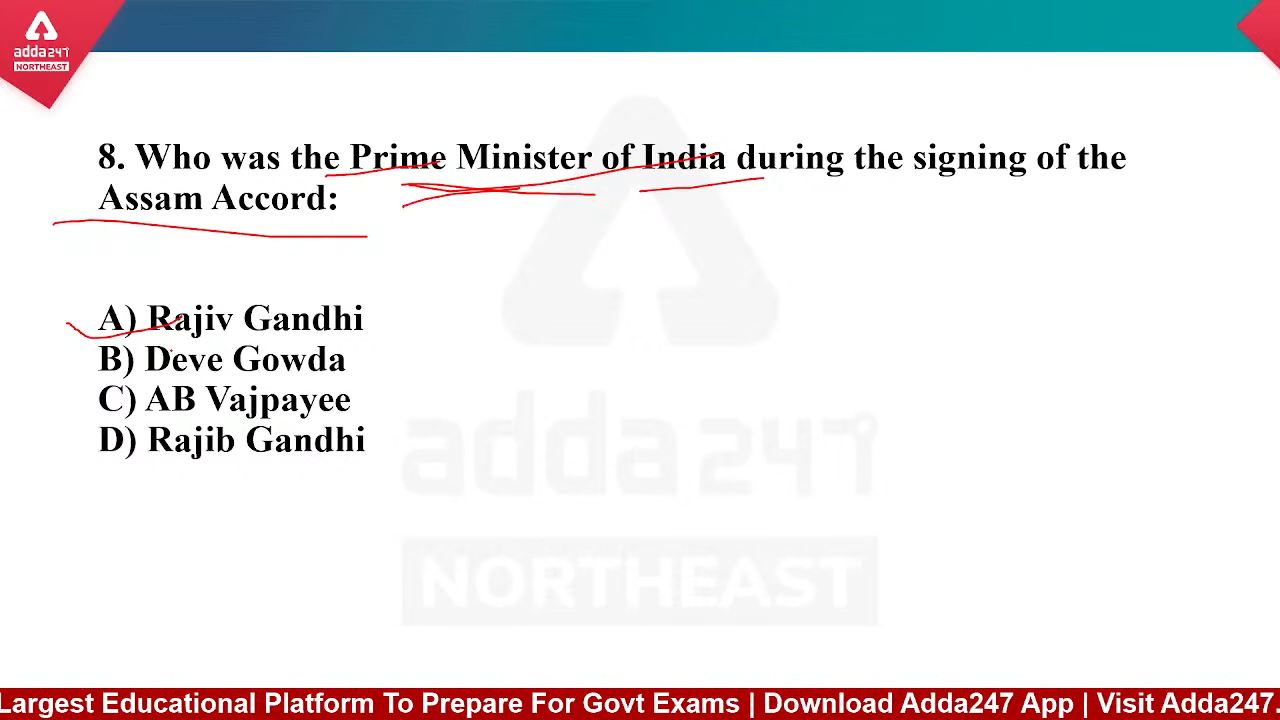 adda247
NORTHEAST
8. Who was the Prime Minister of India during the signing of the
Assam Accord:
A) Rajiv Gandhi
B) Deve Gowda
C) AB Vajpayee
D) Rajib Gandhi
adda247
NORTHEAST
Largest Educational Platform To Prepare For Govt Exams | Download Adda247 App | Visit Adda247.